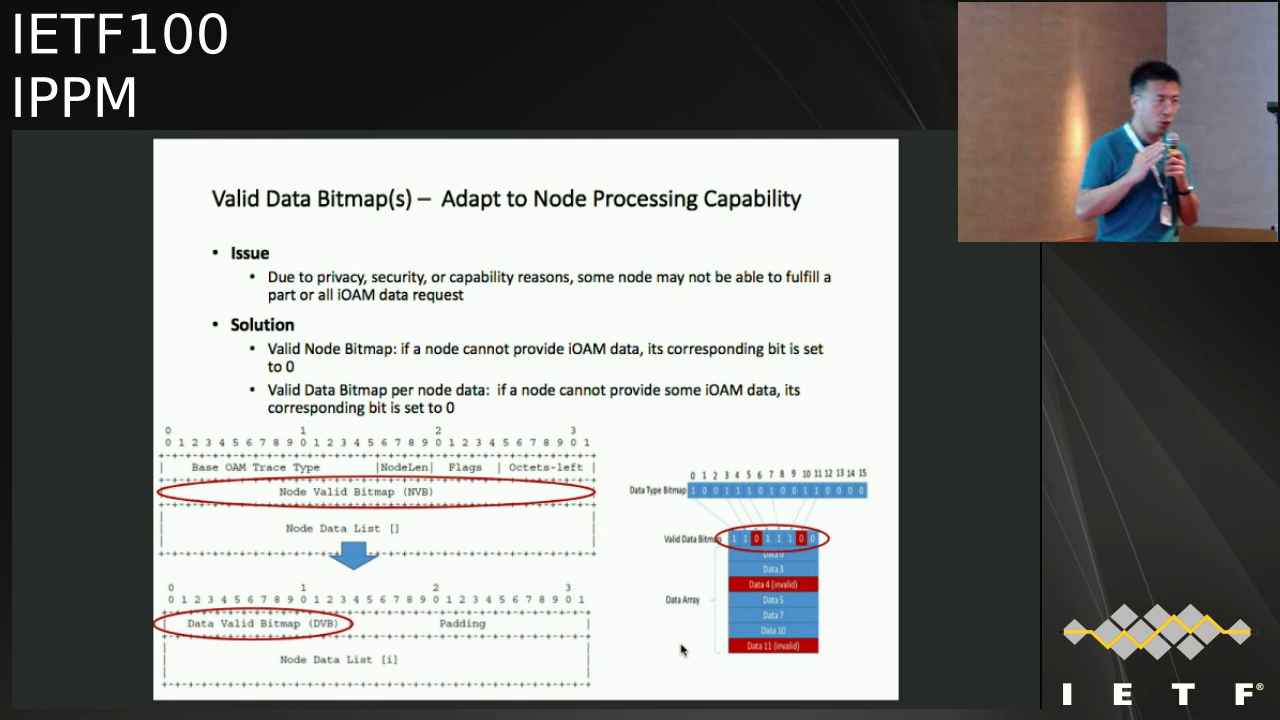 IETF100
IPPM
Valid Data Bitmap(s) – Adapt to Node Processing Capability
• Issue
• Due to privacy, security, or capability reasons, some node may not be able to fulfill a
part or all iOAM data request
• Solution
• Valid Node Bitmap: if a node cannot provide iOAM data, its corresponding bit is set
to 0
• Valid Data Bitmap per node data: if a node cannot provide some iOAM data, its
corresponding bit is set to 0
0 1 2 3
0 1 2 3 4 5 6 7 8 9 0 1 2 3 4 5 6 7 8 9 0 1 2 3 4 5 6 7 8 9 0 1
| Base OAM Trace Type |NodeLen| Flags | Octets-left |
Node Valid Bitmap (NVB)
Node Data List []
0 1 2 3
0 1 2 3 4 5 6 7 8 9 0 1 2 3 4 5 6 7 8 9 0 1 2 3 4 5 6 7 8 9 0 1
Data Valid Bitmap (DVB) Padding
Node Data List [i]
0 1 2 3 4 5 6 7 8 9 10 11 12 13 14 15
Data Type Bitmap 1 0 0 1 1 1 0 1 0 0 1 1 0 0 0 0
Valid Data Bitmap 1 1 0 1 1 1 0 0
Data 0
Data 3
Data 4 (invalid)
Data Array
Data 5
Data 7
Data 10
Data 11 (invalid)
I E T F®